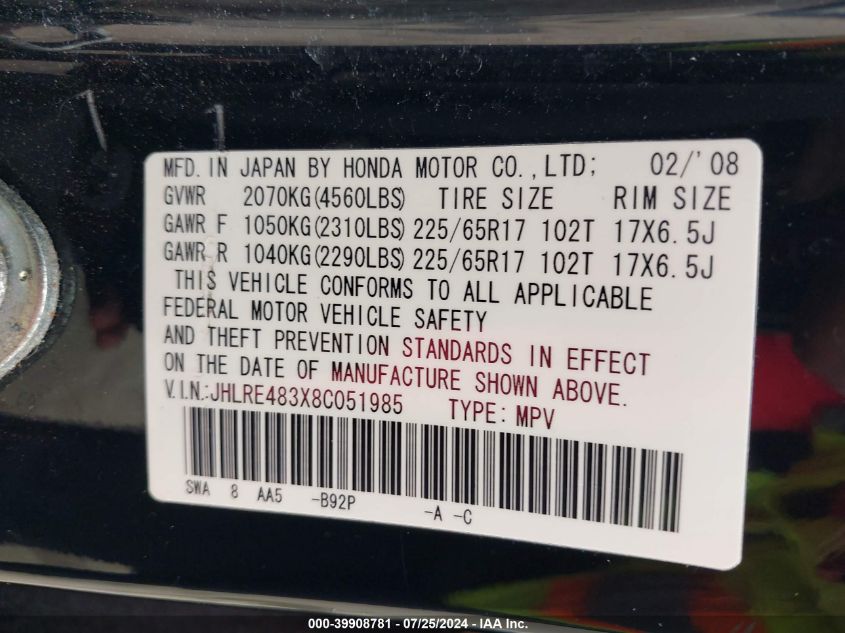 MFD. IN JAPAN BY HONDA MOTOR CO., LTD; 02/'08
GVWR 2070KG(4560LBS) TIRE SIZE RIM SIZE
GAWR F 1050KG(2310LBS) 225/65R17 102T 17X6.5J
GAWR R 1040KG(2290LBS) 225/65R17 102T 17X6.5J
THIS VEHICLE CONFORMS TO ALL APPLICABLE
FEDERAL MOTOR VEHICLE SAFETY
AND THEFT PREVENTION STANDARDS IN EFFECT
ON THE DATE OF MANUFACTURE SHOWN ABOVE.
V.I.N.:JHLRE483X8C051985 TYPE: MPV
SWA 8 AA5 -B92P -A -C
000-39908781 - 07/25/2024 - IAA Inc.